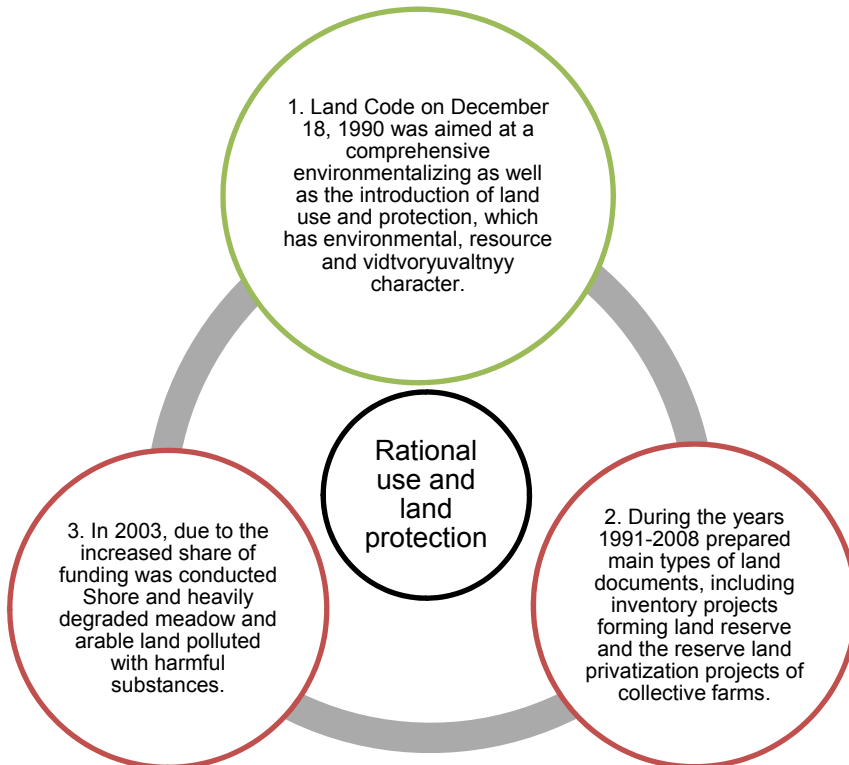 1. Land Code on December
18, 1990 was aimed at a
comprehensive
environmentalizing as well
as the introduction of land
use and protection, which
has environmental, resource
and vidtvoryuvaltnyy
character.
Rational
use and
land
protection
2. During the years
1991-2008 prepared
main types of land
documents, including
inventory projects
forming land reserve
and the reserve land
privatization projects of
collective farms.
3. In 2003, due to the
increased share of
funding was conducted
Shore and heavily
degraded meadow and
arable land polluted
with harmful
substances.